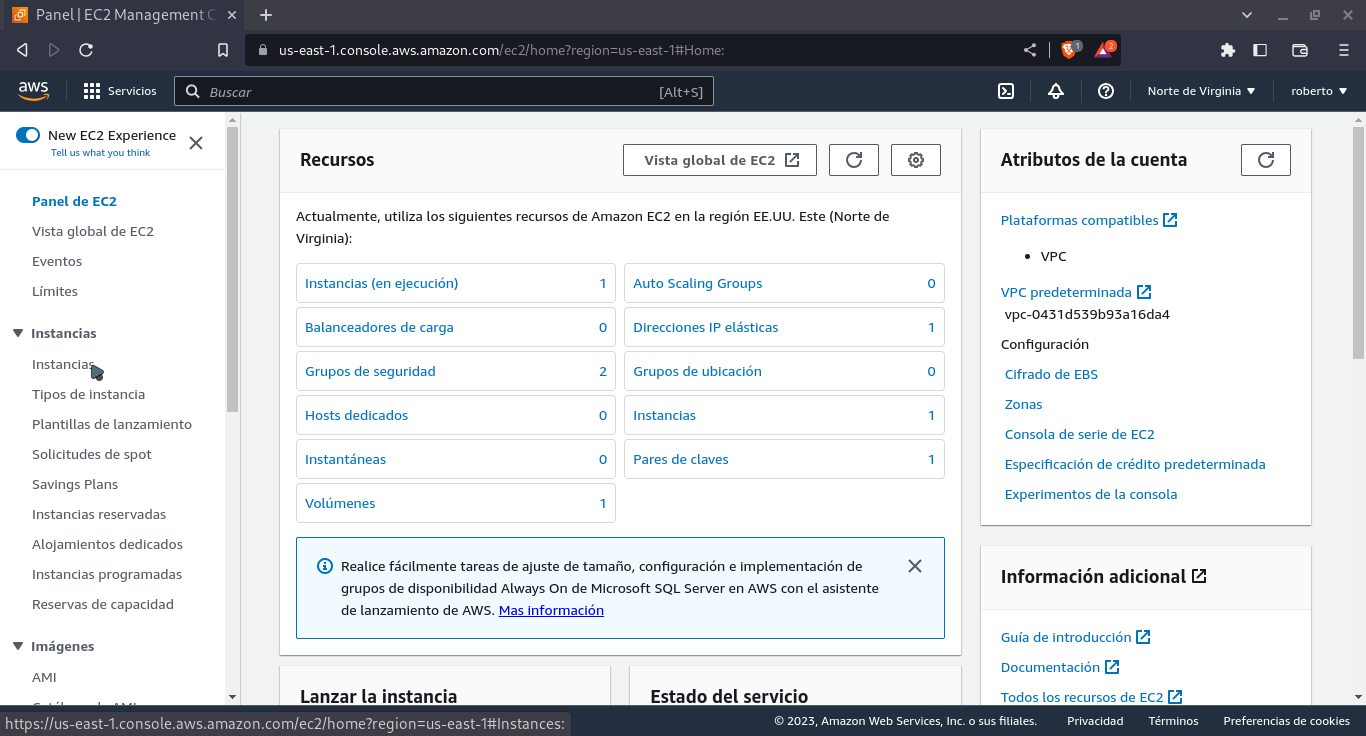 Panel | EC2 Management C
us-east-1.console.aws.amazon.com/ec2/home?region=us-east-1#Home:
1
2
aws
Servicios
Buscar
[Alt+S]
Norte de Virginia
roberto
New EC2 Experience
Tell us what you think
Panel de EC2
Vista global de EC2
Eventos
Límites
Instancias
Instancias
Tipos de instancia
Plantillas de lanzamiento
Solicitudes de spot
Savings Plans
Instancias reservadas
Alojamientos dedicados
Instancias programadas
Reservas de capacidad
Imágenes
AMI
Catálogo de AMI
Recursos
Vista global de EC2
Actualmente, utiliza los siguientes recursos de Amazon EC2 en la región EE.UU. Este (Norte de
Virginia):
Instancias (en ejecución) 1
Auto Scaling Groups 0
Balanceadores de carga 0
Direcciones IP elásticas 1
Grupos de seguridad 2
Grupos de ubicación 0
Hosts dedicados 0
Instancias 1
Instantáneas 0
Pares de claves 1
Volúmenes 1
Realice fácilmente tareas de ajuste de tamaño, configuración e implementación de
grupos de disponibilidad Always On de Microsoft SQL Server en AWS con el asistente
de lanzamiento de AWS. Mas información
Lanzar la instancia
Estado del servicio
Atributos de la cuenta
Plataformas compatibles
VPC
VPC predeterminada
vpc-0431d539b93a16da4
Configuración
Cifrado de EBS
Zonas
Consola de serie de EC2
Especificación de crédito predeterminada
Experimentos de la consola
Información adicional
Guía de introducción
Documentación
Todos los recursos de EC2
https://us-east-1.console.aws.amazon.com/ec2/home?region=us-east-1#Instances:
© 2023, Amazon Web Services, Inc. o sus filiales.
Privacidad
Términos
Preferencias de cookies